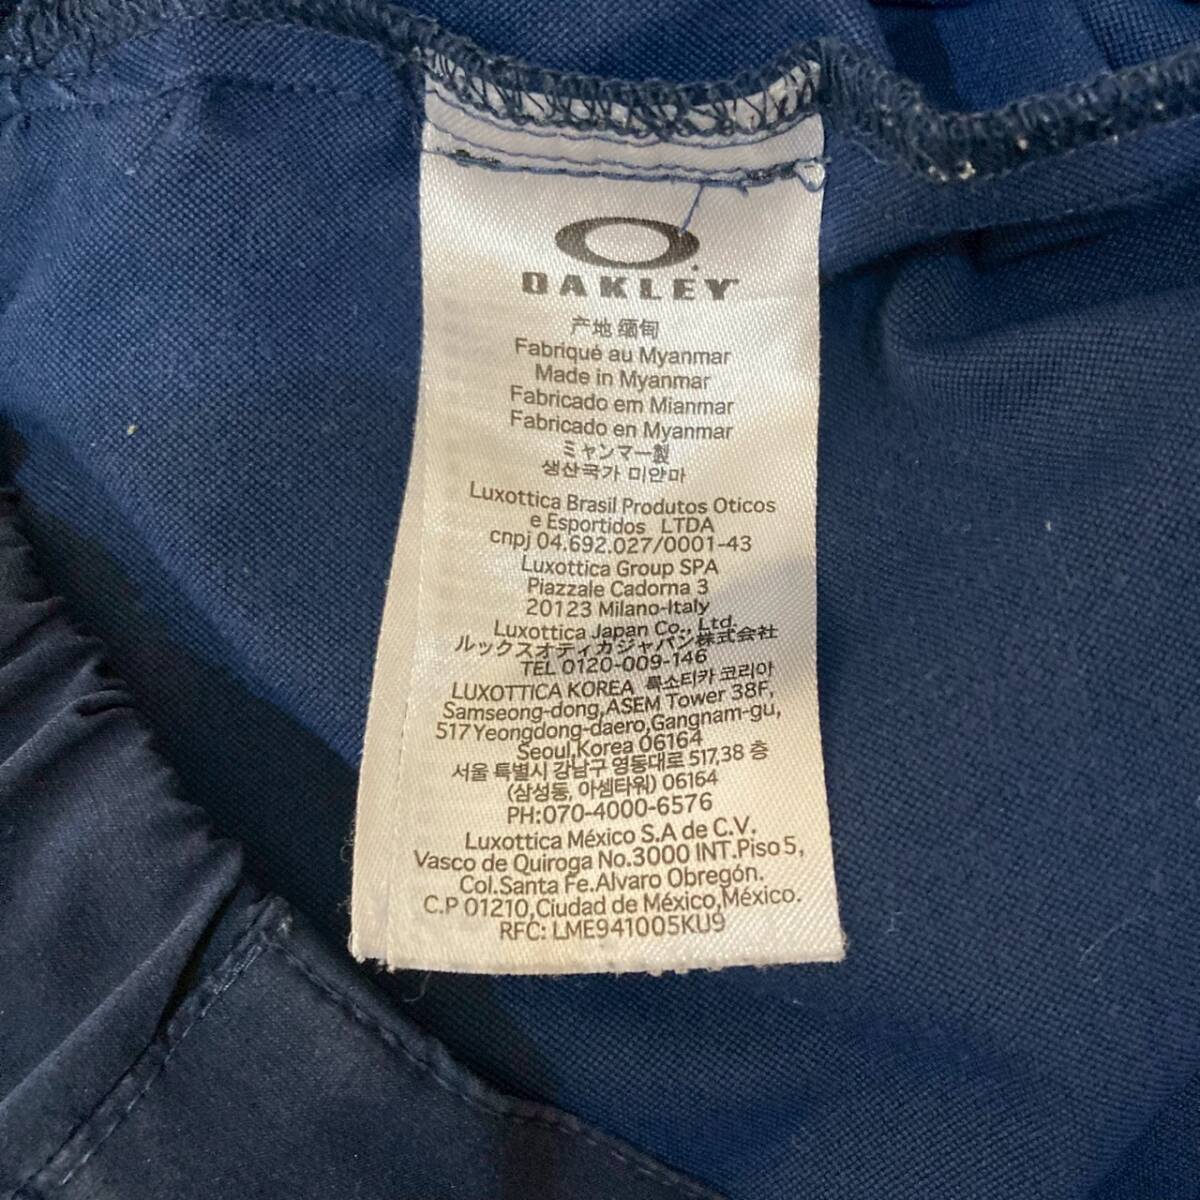 OAKLEY
产地 缅甸
Fabriqué au Myanmar
Made in Myanmar
Fabricado em Mianmar
Fabricado en Myanmar
ミャンマー製
생산국가 미얀마
Luxottica Brasil Produtos Oticos
e Esportidos LTDA
cnpj 04.692.027/0001-43
Luxottica Group SPA
Piazzale Cadorna 3
20123 Milano-Italy
Luxottica Japan Co., Ltd.
ルックスオティカジャパン株式会社
TEL 0120-009-146
LUXOTTICA KOREA 룩소티카 코리아
Samseong-dong,ASEM Tower 38F,
517 Yeongdong-daero,Gangnam-gu,
Seoul,Korea 06164
서울 특별시 강남구 영동대로 517,38 층
(삼성동, 아셈타워) 06164
PH:070-4000-6576
Luxottica México S.A de C.V.
Vasco de Quiroga No.3000 INT.Piso 5,
Col.Santa Fe.Alvaro Obregón.
C.P 01210,Ciudad de México,México.
RFC: LME941005KU9